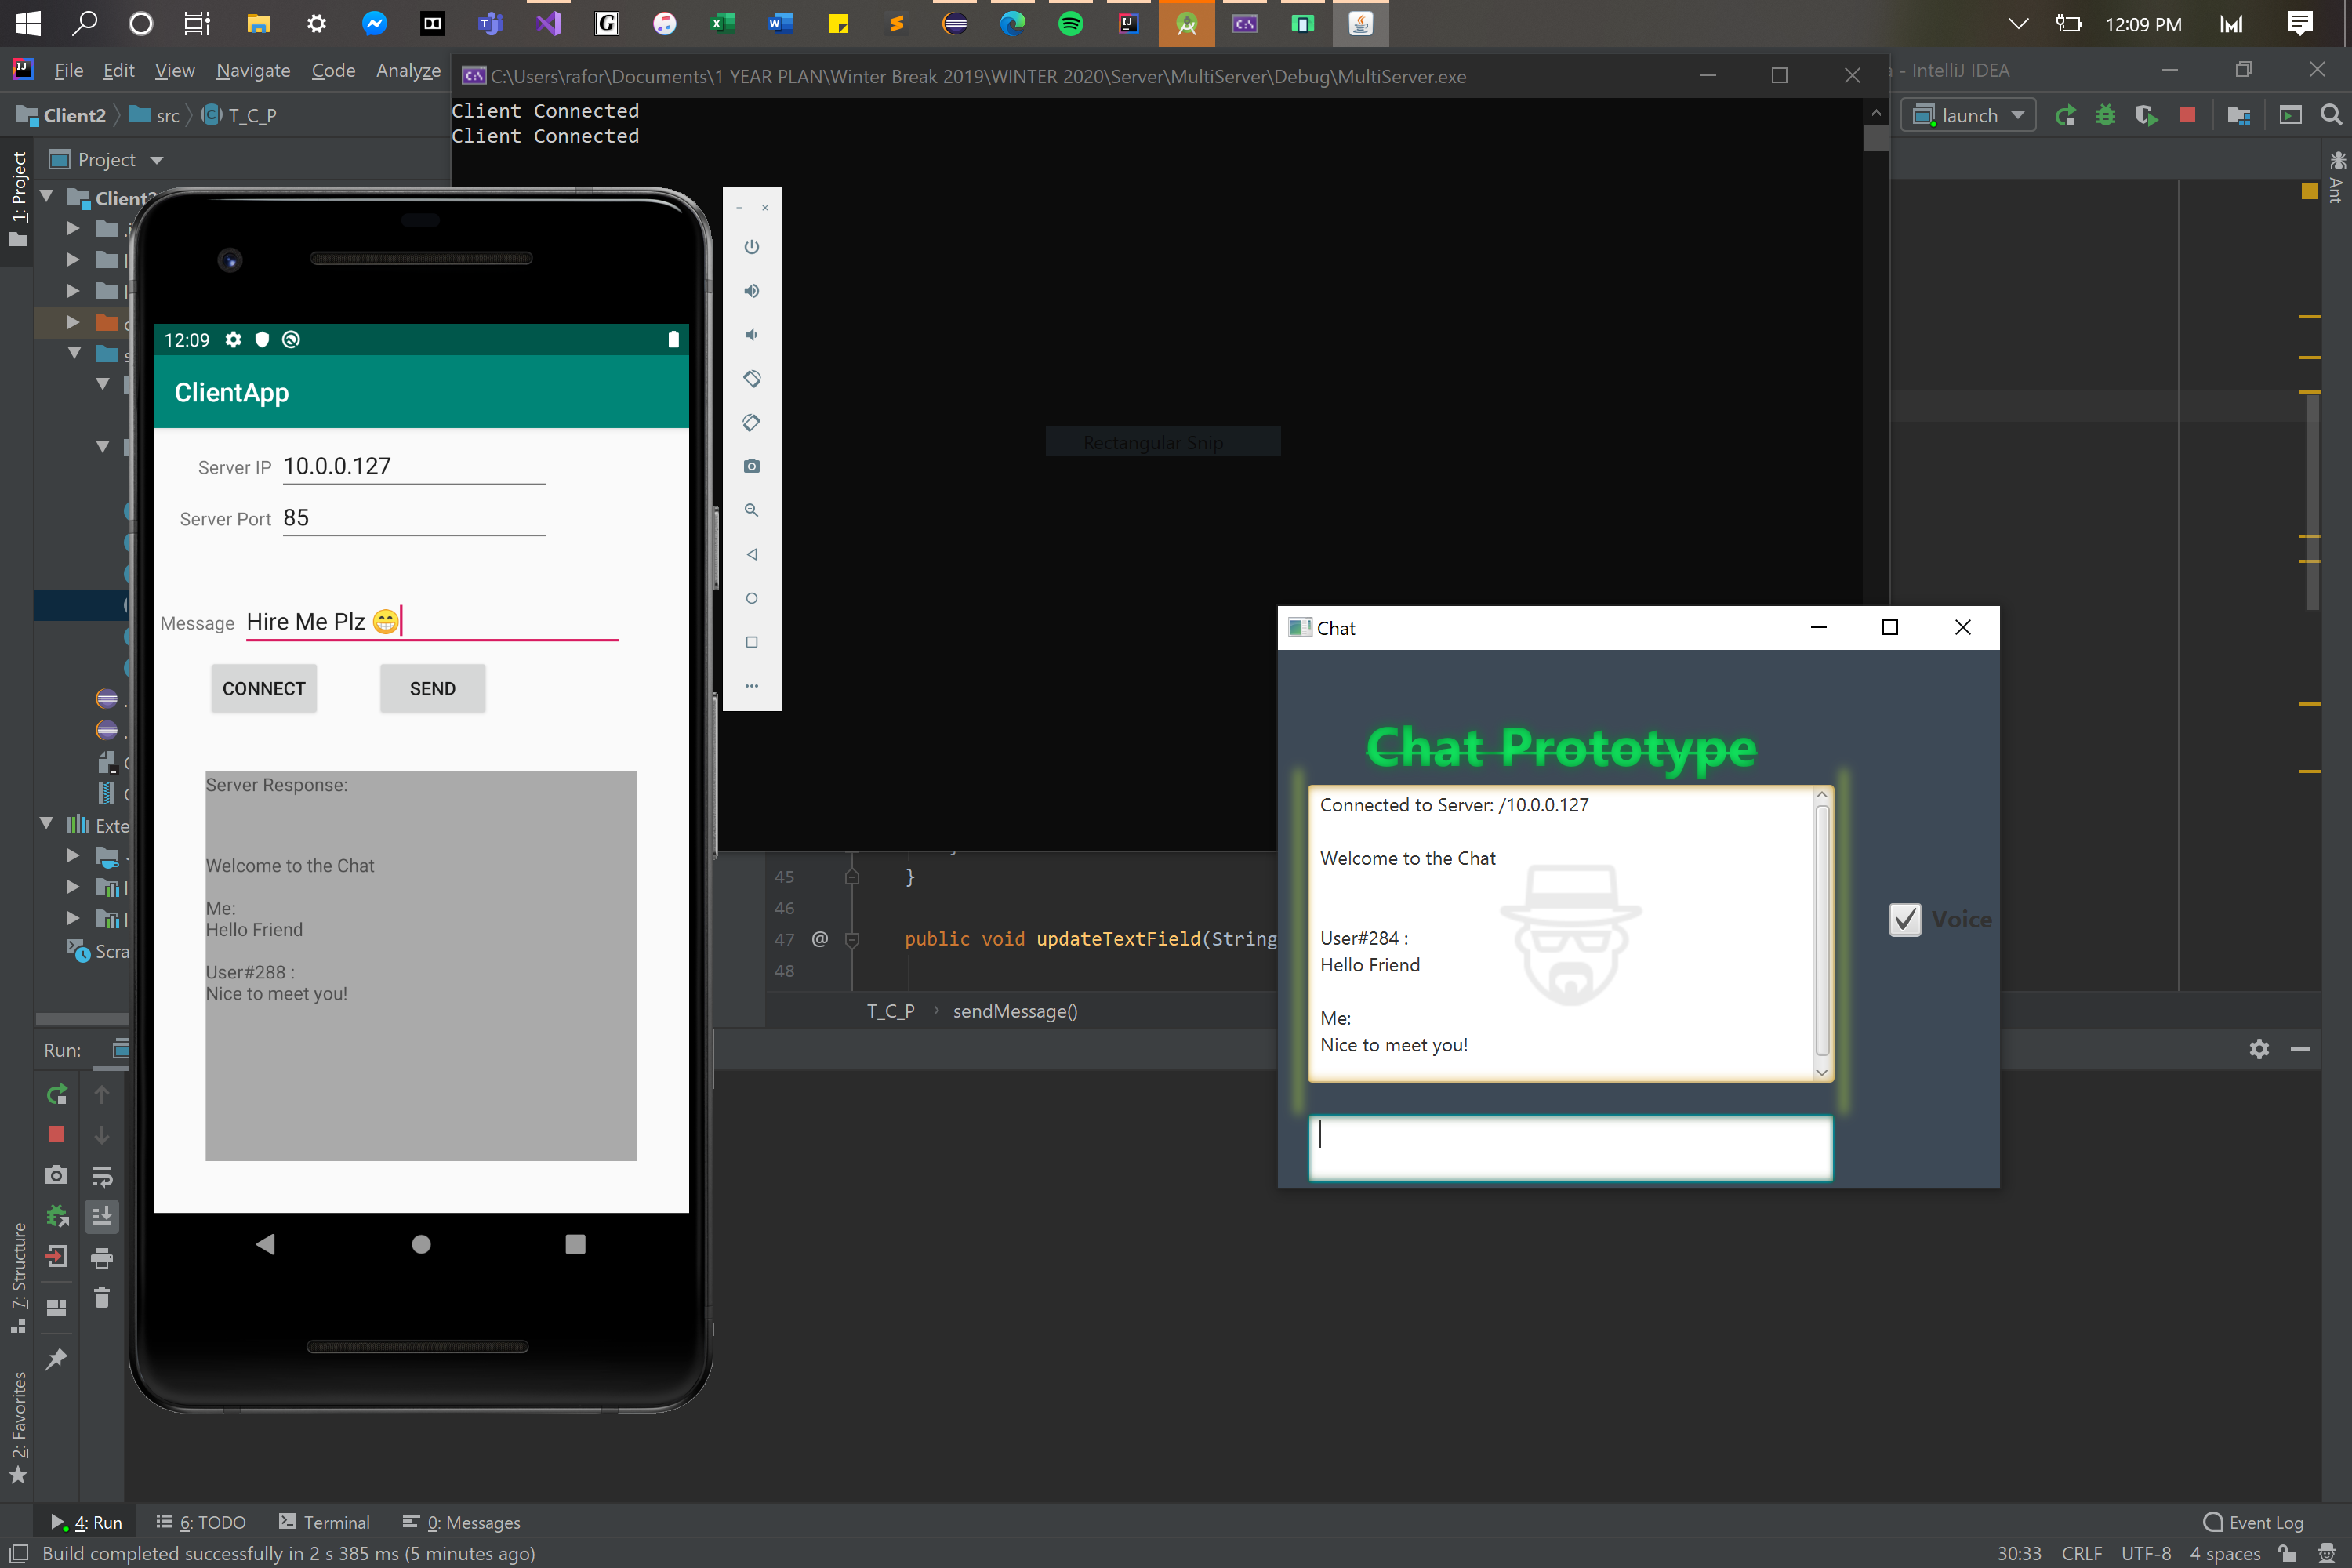 12:09 PM
File Edit View Navigate Code Analyze
C:\Users\rafor\Documents\1 YEAR PLAN\Winter Break 2019\WINTER 2020\Server\MultiServer\Debug\MultiServer.exe
- IntelliJ IDEA
Client2 src T_C_P
launch
Client Connected
Client Connected
1: Project
Project
Ant
Client2
12:09
ClientApp
Server IP 10.0.0.127
Server Port 85
Message Hire Me Plz 😁
CONNECT SEND
Server Response:
Welcome to the Chat
Me:
Hello Friend
User#288 :
Nice to meet you!
Rectangular Snip
Chat
Chat Prototype
Connected to Server: /10.0.0.127
Welcome to the Chat
User#284 :
Hello Friend
Me:
Nice to meet you!
Voice
Exte
Scra
45 }
46
47 @ public void updateTextField(String
48
T_C_P › sendMessage()
Run:
7: Structure
2: Favorites
4: Run 6: TODO Terminal 0: Messages
Event Log
Build completed successfully in 2 s 385 ms (5 minutes ago)
30:33 CRLF UTF-8 4 spaces